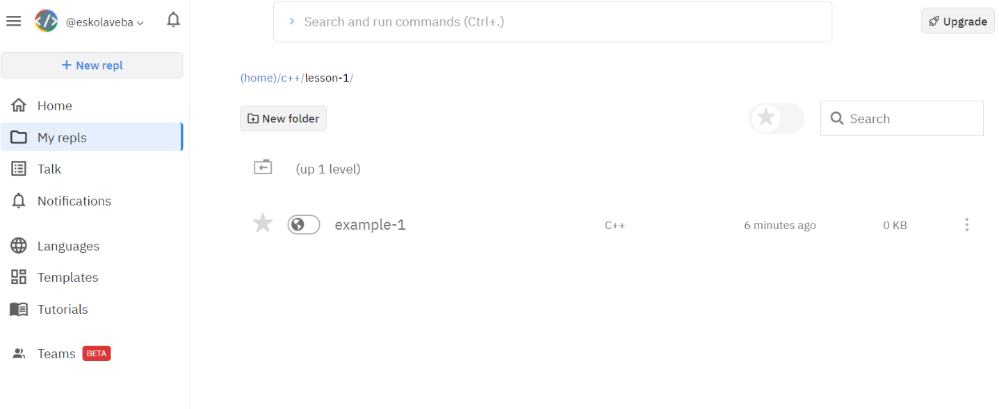 @eskolaveba
Search and run commands (Ctrl+.)
Upgrade
+ New repl
(home)/c++/lesson-1/
Home
New folder
Search
My repls
Talk
(up 1 level)
Notifications
example-1 C++ 6 minutes ago 0 KB
Languages
Templates
Tutorials
Teams BETA